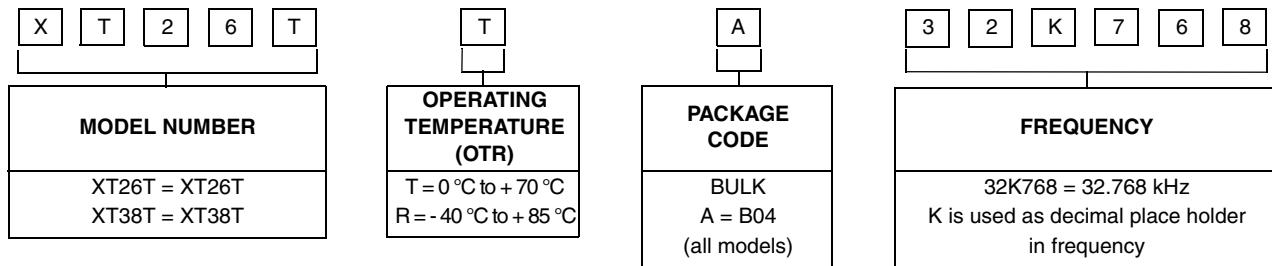 X T 2 6 T T A 3 2 K 7 6 8
MODEL NUMBER
XT26T = XT26T
XT38T = XT38T
OPERATING
TEMPERATURE
(OTR)
T = 0 °C to + 70 °C
R = - 40 °C to + 85 °C
PACKAGE
CODE
BULK
A = B04
(all models)
FREQUENCY
32K768 = 32.768 kHz
K is used as decimal place holder
in frequency